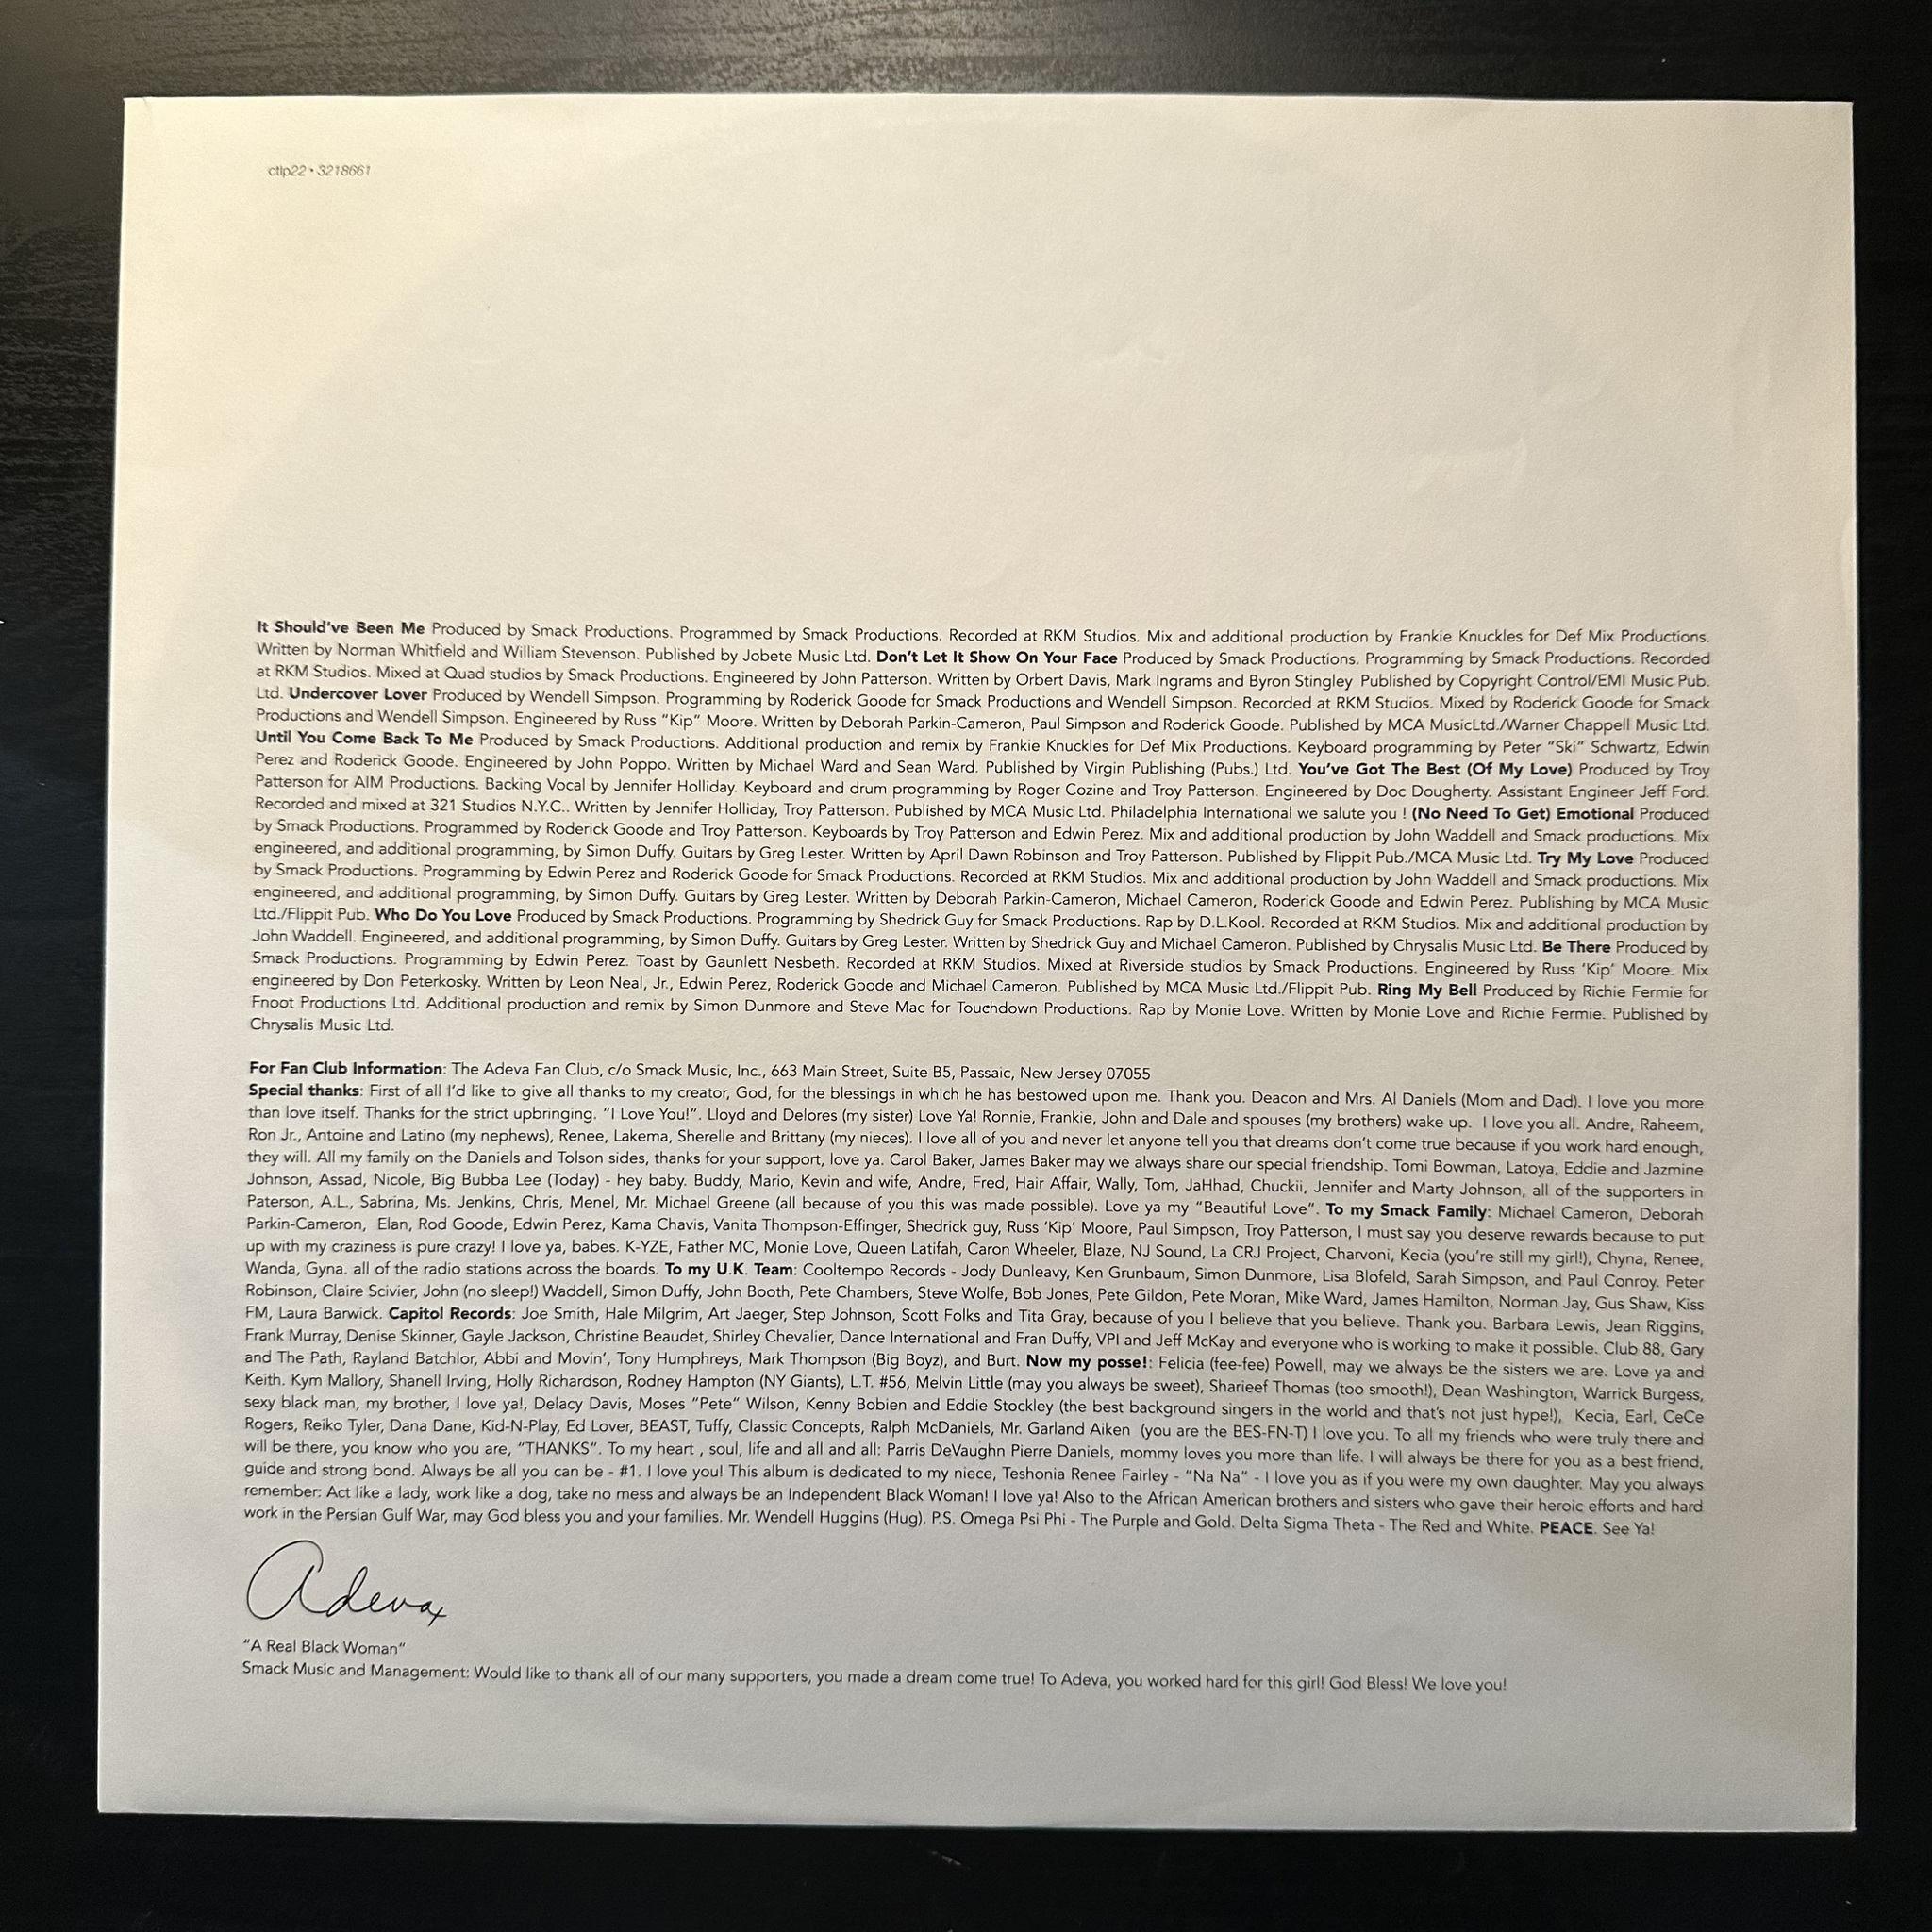 ctlp22 • 3218661
It Should've Been Me Produced by Smack Productions. Programmed by Smack Productions. Recorded at RKM Studios. Mix and additional production by Frankie Knuckles for Def Mix Productions.
Written by Norman Whitfield and William Stevenson. Published by Jobete Music Ltd. Don't Let It Show On Your Face Produced by Smack Productions. Programming by Smack Productions. Recorded
at RKM Studios. Mixed at Quad studios by Smack Productions. Engineered by John Patterson. Written by Orbert Davis, Mark Ingrams and Byron Stingley Published by Copyright Control/EMI Music Pub.
Ltd. Undercover Lover Produced by Wendell Simpson. Programming by Roderick Goode for Smack Productions and Wendell Simpson. Recorded at RKM Studios. Mixed by Roderick Goode for Smack
Productions and Wendell Simpson. Engineered by Russ "Kip" Moore. Written by Deborah Parkin-Cameron, Paul Simpson and Roderick Goode. Published by MCA MusicLtd./Warner Chappell Music Ltd.
Until You Come Back To Me Produced by Smack Productions. Additional production and remix by Frankie Knuckles for Def Mix Productions. Keyboard programming by Peter "Ski" Schwartz, Edwin
Perez and Roderick Goode. Engineered by John Poppo. Written by Michael Ward and Sean Ward. Published by Virgin Publishing (Pubs.) Ltd. You've Got The Best (Of My Love) Produced by Troy
Patterson for AIM Productions. Backing Vocal by Jennifer Holliday. Keyboard and drum programming by Roger Cozine and Troy Patterson. Engineered by Doc Dougherty. Assistant Engineer Jeff Ford.
Recorded and mixed at 321 Studios N.Y.C.. Written by Jennifer Holliday, Troy Patterson. Published by MCA Music Ltd. Philadelphia International we salute you ! (No Need To Get) Emotional Produced
by Smack Productions. Programmed by Roderick Goode and Troy Patterson. Keyboards by Troy Patterson and Edwin Perez. Mix and additional production by John Waddell and Smack productions. Mix
engineered, and additional programming, by Simon Duffy. Guitars by Greg Lester. Written by April Dawn Robinson and Troy Patterson. Published by Flippit Pub./MCA Music Ltd. Try My Love Produced
by Smack Productions. Programming by Edwin Perez and Roderick Goode for Smack Productions. Recorded at RKM Studios. Mix and additional production by John Waddell and Smack productions. Mix
engineered, and additional programming, by Simon Duffy. Guitars by Greg Lester. Written by Deborah Parkin-Cameron, Michael Cameron, Roderick Goode and Edwin Perez. Publishing by MCA Music
Ltd./Flippit Pub. Who Do You Love Produced by Smack Productions. Programming by Shedrick Guy for Smack Productions. Rap by D.L.Kool. Recorded at RKM Studios. Mix and additional production by
John Waddell. Engineered, and additional programming, by Simon Duffy. Guitars by Greg Lester. Written by Shedrick Guy and Michael Cameron. Published by Chrysalis Music Ltd. Be There Produced by
Smack Productions. Programming by Edwin Perez. Toast by Gaunlett Nesbeth. Recorded at RKM Studios. Mixed at Riverside studios by Smack Productions. Engineered by Russ 'Kip' Moore. Mix
engineered by Don Peterkosky. Written by Leon Neal, Jr., Edwin Perez, Roderick Goode and Michael Cameron. Published by MCA Music Ltd./Flippit Pub. Ring My Bell Produced by Richie Fermie for
Fnoot Productions Ltd. Additional production and remix by Simon Dunmore and Steve Mac for Touchdown Productions. Rap by Monie Love. Written by Monie Love and Richie Fermie. Published by
Chrysalis Music Ltd.
For Fan Club Information: The Adeva Fan Club, c/o Smack Music, Inc., 663 Main Street, Suite B5, Passaic, New Jersey 07055
Special thanks: First of all I'd like to give all thanks to my creator, God, for the blessings in which he has bestowed upon me. Thank you. Deacon and Mrs. Al Daniels (Mom and Dad). I love you more
than love itself. Thanks for the strict upbringing. "I Love You!". Lloyd and Delores (my sister) Love Ya! Ronnie, Frankie, John and Dale and spouses (my brothers) wake up. I love you all. Andre, Raheem,
Ron Jr., Antoine and Latino (my nephews), Renee, Lakema, Sherelle and Brittany (my nieces). I love all of you and never let anyone tell you that dreams don't come true because if you work hard enough,
they will. All my family on the Daniels and Tolson sides, thanks for your support, love ya. Carol Baker, James Baker may we always share our special friendship. Tomi Bowman, Latoya, Eddie and Jazmine
Johnson, Assad, Nicole, Big Bubba Lee (Today) - hey baby. Buddy, Mario, Kevin and wife, Andre, Fred, Hair Affair, Wally, Tom, JaHhad, Chuckii, Jennifer and Marty Johnson, all of the supporters in
Paterson, A.L., Sabrina, Ms. Jenkins, Chris, Menel, Mr. Michael Greene (all because of you this was made possible). Love ya my "Beautiful Love". To my Smack Family: Michael Cameron, Deborah
Parkin-Cameron, Elan, Rod Goode, Edwin Perez, Kama Chavis, Vanita Thompson-Effinger, Shedrick guy, Russ 'Kip' Moore, Paul Simpson, Troy Patterson, I must say you deserve rewards because to put
up with my craziness is pure crazy! I love ya, babes. K-YZE, Father MC, Monie Love, Queen Latifah, Caron Wheeler, Blaze, NJ Sound, La CRJ Project, Charvoni, Kecia (you're still my girl!), Chyna, Renee,
Wanda, Gyna. all of the radio stations across the boards. To my U.K. Team: Cooltempo Records - Jody Dunleavy, Ken Grunbaum, Simon Dunmore, Lisa Blofeld, Sarah Simpson, and Paul Conroy. Peter
Robinson, Claire Scivier, John (no sleep!) Waddell, Simon Duffy, John Booth, Pete Chambers, Steve Wolfe, Bob Jones, Pete Gildon, Pete Moran, Mike Ward, James Hamilton, Norman Jay, Gus Shaw, Kiss
FM, Laura Barwick. Capitol Records: Joe Smith, Hale Milgrim, Art Jaeger, Step Johnson, Scott Folks and Tita Gray, because of you I believe that you believe. Thank you. Barbara Lewis, Jean Riggins,
Frank Murray, Denise Skinner, Gayle Jackson, Christine Beaudet, Shirley Chevalier, Dance International and Fran Duffy, VPI and Jeff McKay and everyone who is working to make it possible. Club 88, Gary
and The Path, Rayland Batchlor, Abbi and Movin', Tony Humphreys, Mark Thompson (Big Boyz), and Burt. Now my posse!: Felicia (fee-fee) Powell, may we always be the sisters we are. Love ya and
Keith. Kym Mallory, Shanell Irving, Holly Richardson, Rodney Hampton (NY Giants), L.T. #56, Melvin Little (may you always be sweet), Sharieef Thomas (too smooth!), Dean Washington, Warrick Burgess,
sexy black man, my brother, I love ya!, Delacy Davis, Moses "Pete" Wilson, Kenny Bobien and Eddie Stockley (the best background singers in the world and that's not just hype!), Kecia, Earl, CeCe
Rogers, Reiko Tyler, Dana Dane, Kid-N-Play, Ed Lover, BEAST, Tuffy, Classic Concepts, Ralph McDaniels, Mr. Garland Aiken (you are the BES-FN-T) I love you. To all my friends who were truly there and
will be there, you know who you are, "THANKS". To my heart , soul, life and all and all: Parris DeVaughn Pierre Daniels, mommy loves you more than life. I will always be there for you as a best friend,
guide and strong bond. Always be all you can be - #1. I love you! This album is dedicated to my niece, Teshonia Renee Fairley - "Na Na" - I love you as if you were my own daughter. May you always
remember: Act like a lady, work like a dog, take no mess and always be an Independent Black Woman! I love ya! Also to the African American brothers and sisters who gave their heroic efforts and hard
work in the Persian Gulf War, may God bless you and your families. Mr. Wendell Huggins (Hug). P.S. Omega Psi Phi - The Purple and Gold. Delta Sigma Theta - The Red and White. PEACE. See Ya!
Adeva x
"A Real Black Woman"
Smack Music and Management: Would like to thank all of our many supporters, you made a dream come true! To Adeva, you worked hard for this girl! God Bless! We love you!